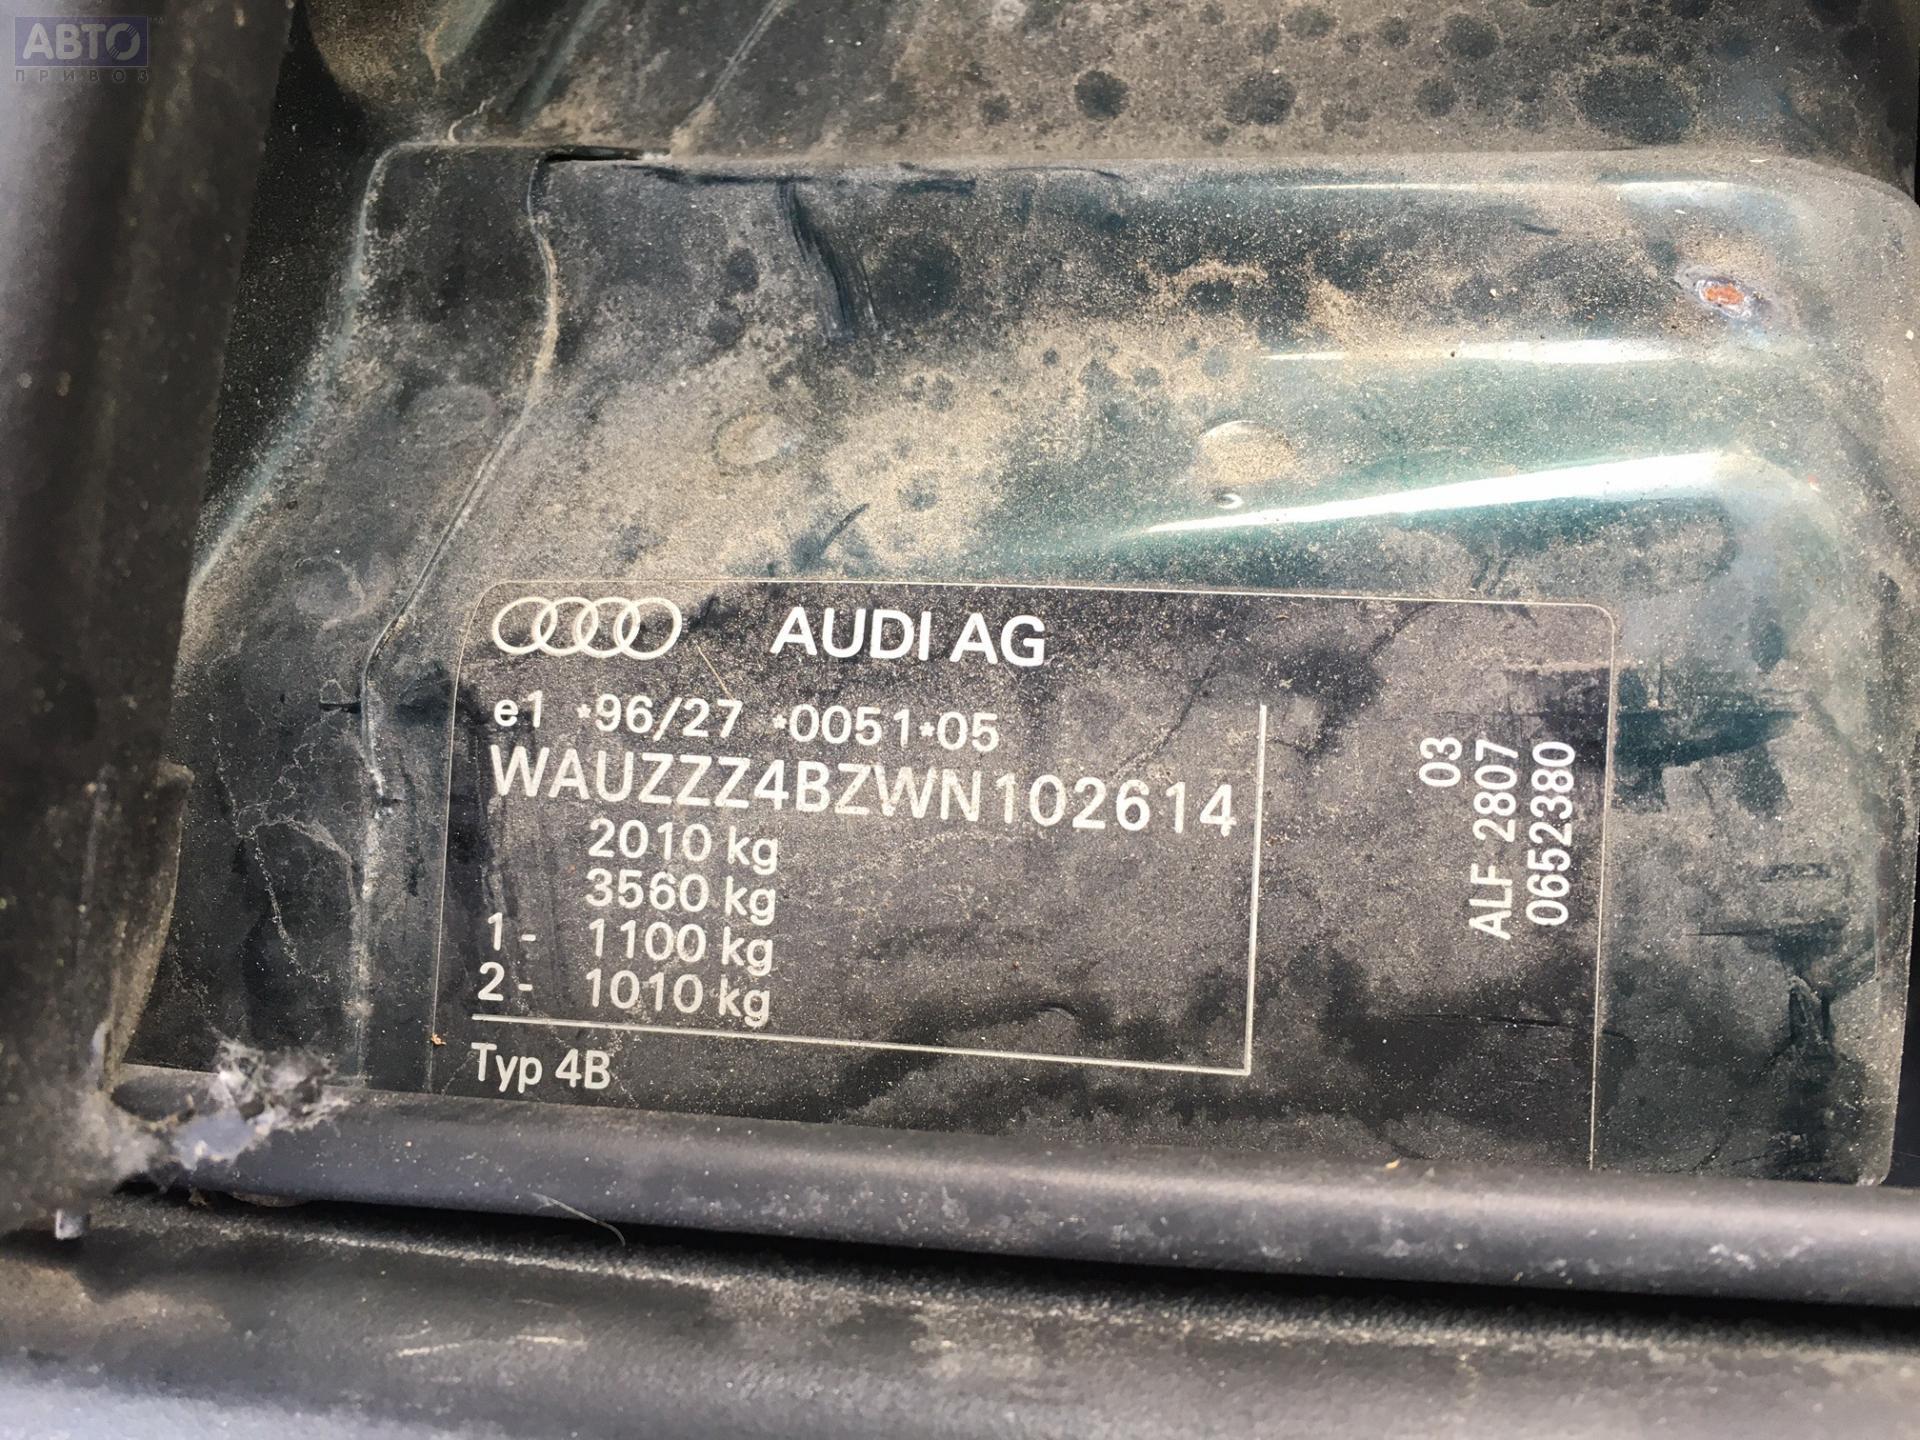 АВТО
ПРИВОЗ
AUDI AG
e1 *96/27 *0051*05
WAUZZZ4BZWN102614
2010 kg
3560 kg
1 - 1100 kg
2 - 1010 kg
Typ 4B
03
ALF 2807
0652380